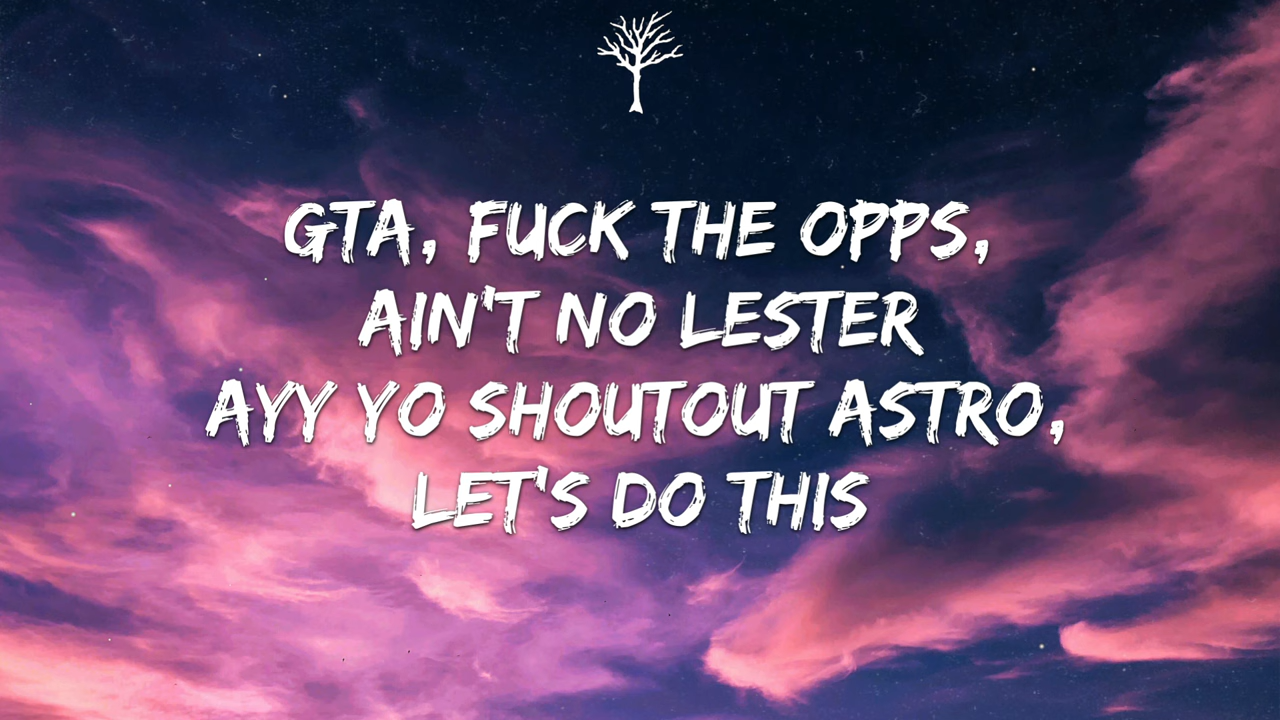 GTA, FUCK THE OPPS,
AIN'T NO LESTER
AYY YO SHOUTOUT ASTRO,
LET'S DO THIS